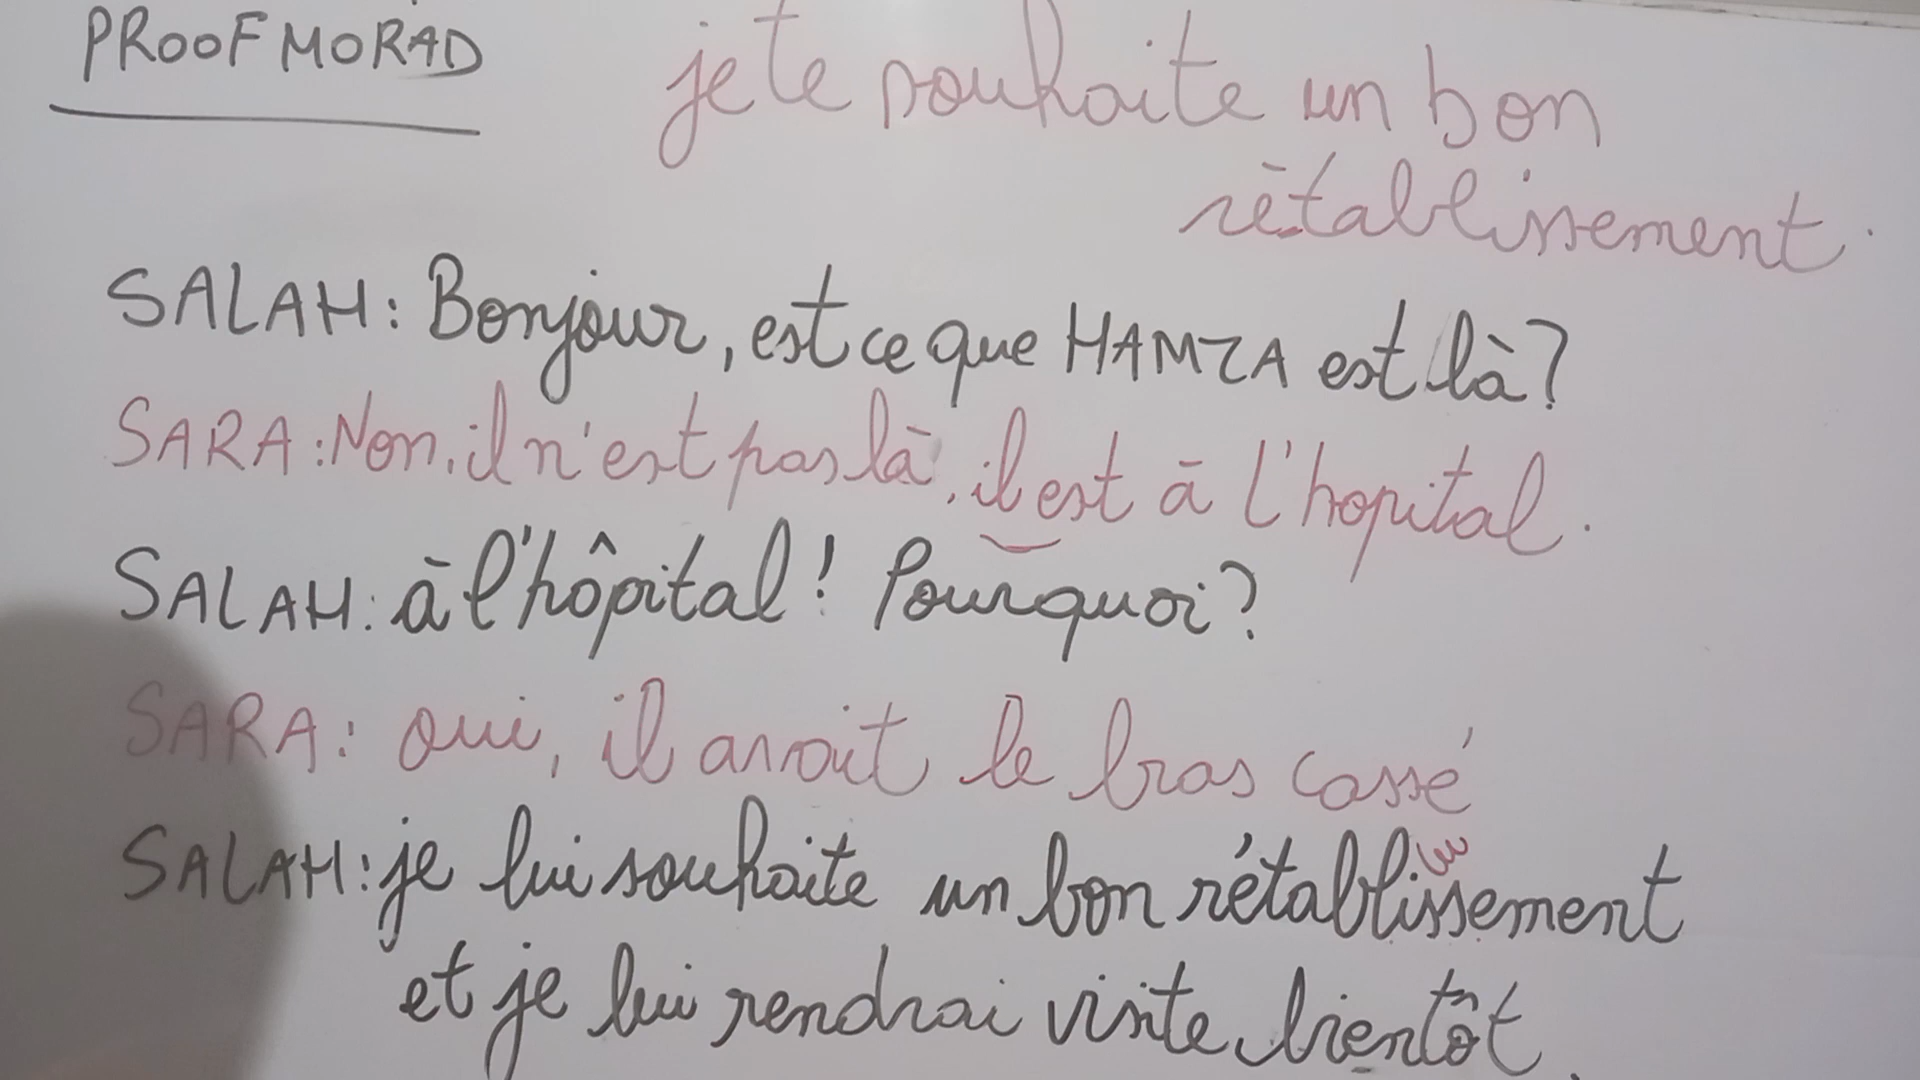 PROOF MORAD
je te souhaite un bon
rétablissement.
SALAH: Bonjour, est ce que HAMZA est là?
SARA: Non, il n'est pas là, il est à l'hopital.
SALAH: à l'hôpital! Pourquoi?
SARA: oui, il avait le bras cassé
SALAH: je lui souhaite un bon rétablissement
et je lui rendrai visite bientôt.